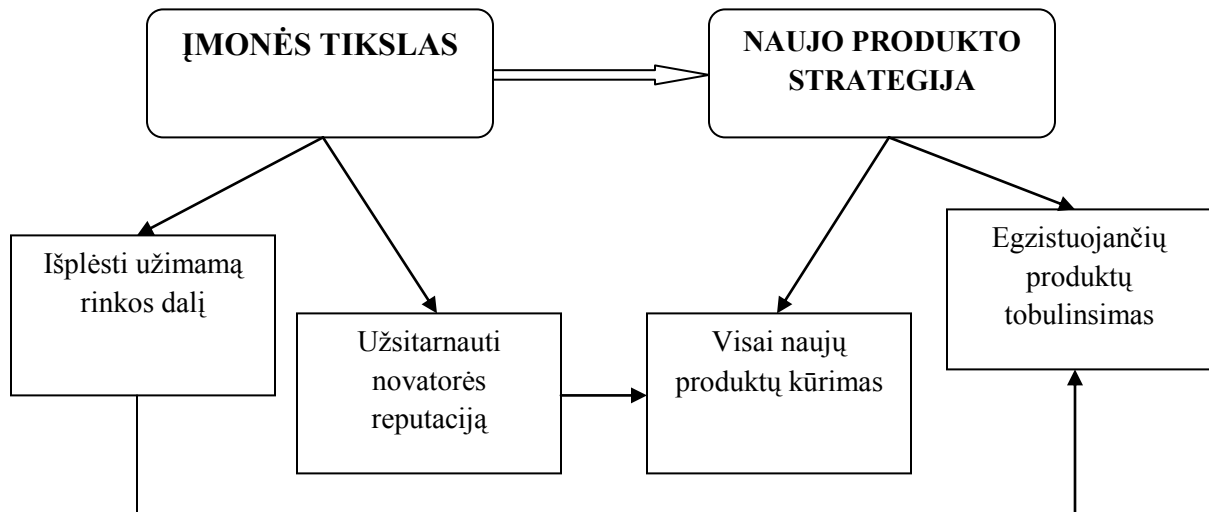 ĮMONĖS TIKSLAS
NAUJO PRODUKTO
STRATEGIJA
Išplėsti užimamą
rinkos dalį
Užsitarnauti
novatorės
reputaciją
Visai naujų
produktų kūrimas
Egzistuojančių
produktų
tobulinsimas